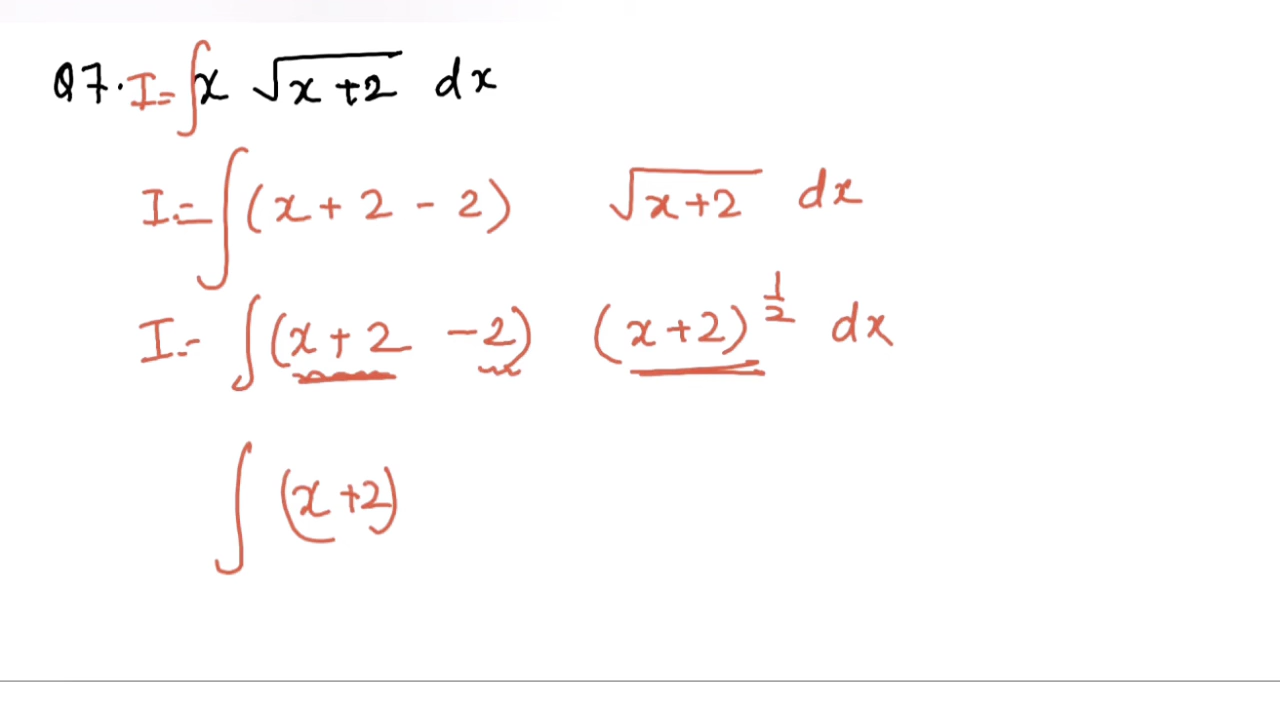 Q7. I = ∫ x √(x+2) dx
I = ∫ (x + 2 - 2) √(x+2) dx
I = ∫ (x + 2 - 2) (x+2)^(1/2) dx
∫ (x+2)